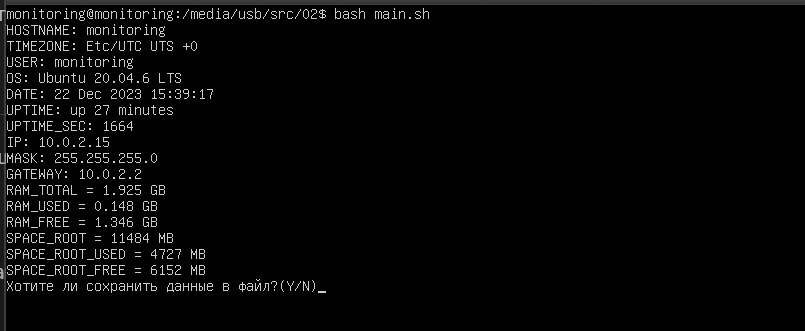 monitoring@monitoring:/media/usb/src/02$ bash main.sh
HOSTNAME: monitoring
TIMEZONE: Etc/UTC UTS +0
USER: monitoring
OS: Ubuntu 20.04.6 LTS
DATE: 22 Dec 2023 15:39:17
UPTIME: up 27 minutes
UPTIME_SEC: 1664
IP: 10.0.2.15
MASK: 255.255.255.0
GATEWAY: 10.0.2.2
RAM_TOTAL = 1.925 GB
RAM_USED = 0.148 GB
RAM_FREE = 1.346 GB
SPACE_ROOT = 11484 MB
SPACE_ROOT_USED = 4727 MB
SPACE_ROOT_FREE = 6152 MB
Хотите ли сохранить данные в файл?(Y/N)_